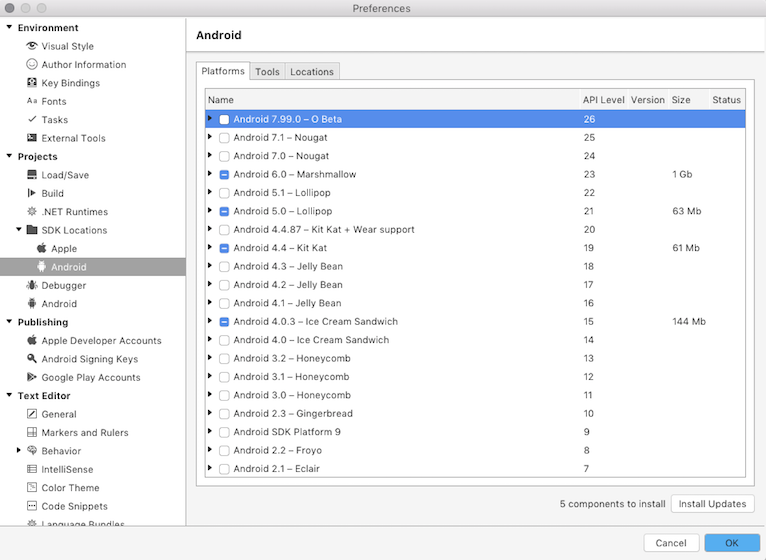 Preferences
Environment
Visual Style
Author Information
Key Bindings
Fonts
Tasks
External Tools
Projects
Load/Save
Build
.NET Runtimes
SDK Locations
Apple
Android
Debugger
Android
Publishing
Apple Developer Accounts
Android Signing Keys
Google Play Accounts
Text Editor
General
Markers and Rulers
Behavior
IntelliSense
Color Theme
Code Snippets
Language Bundles
Android
Platforms Tools Locations
Name API Level Version Size Status
Android 7.99.0 – O Beta 26
Android 7.1 – Nougat 25
Android 7.0 – Nougat 24
Android 6.0 – Marshmallow 23 1 Gb
Android 5.1 – Lollipop 22
Android 5.0 – Lollipop 21 63 Mb
Android 4.4.87 – Kit Kat + Wear support 20
Android 4.4 – Kit Kat 19 61 Mb
Android 4.3 – Jelly Bean 18
Android 4.2 – Jelly Bean 17
Android 4.1 – Jelly Bean 16
Android 4.0.3 – Ice Cream Sandwich 15 144 Mb
Android 4.0 – Ice Cream Sandwich 14
Android 3.2 – Honeycomb 13
Android 3.1 – Honeycomb 12
Android 3.0 – Honeycomb 11
Android 2.3 – Gingerbread 10
Android SDK Platform 9 9
Android 2.2 – Froyo 8
Android 2.1 – Eclair 7
5 components to install Install Updates
Cancel OK